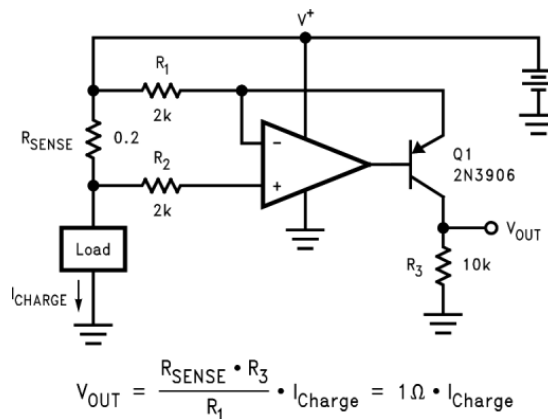 V+
R1
2k
RSENSE
0.2
R2
2k
-
+
Q1
2N3906
Load
ICHARGE
VOUT
R3
10k
VOUT = RSENSE • R3 / R1 • ICharge = 1Ω • ICharge